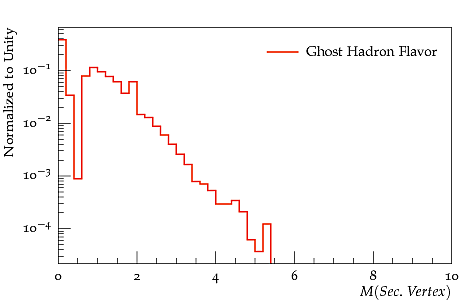 Normalized to Unity
10⁻¹
10⁻²
10⁻³
10⁻⁴
Ghost Hadron Flavor
0 2 4 6 8 10
M(Sec. Vertex)